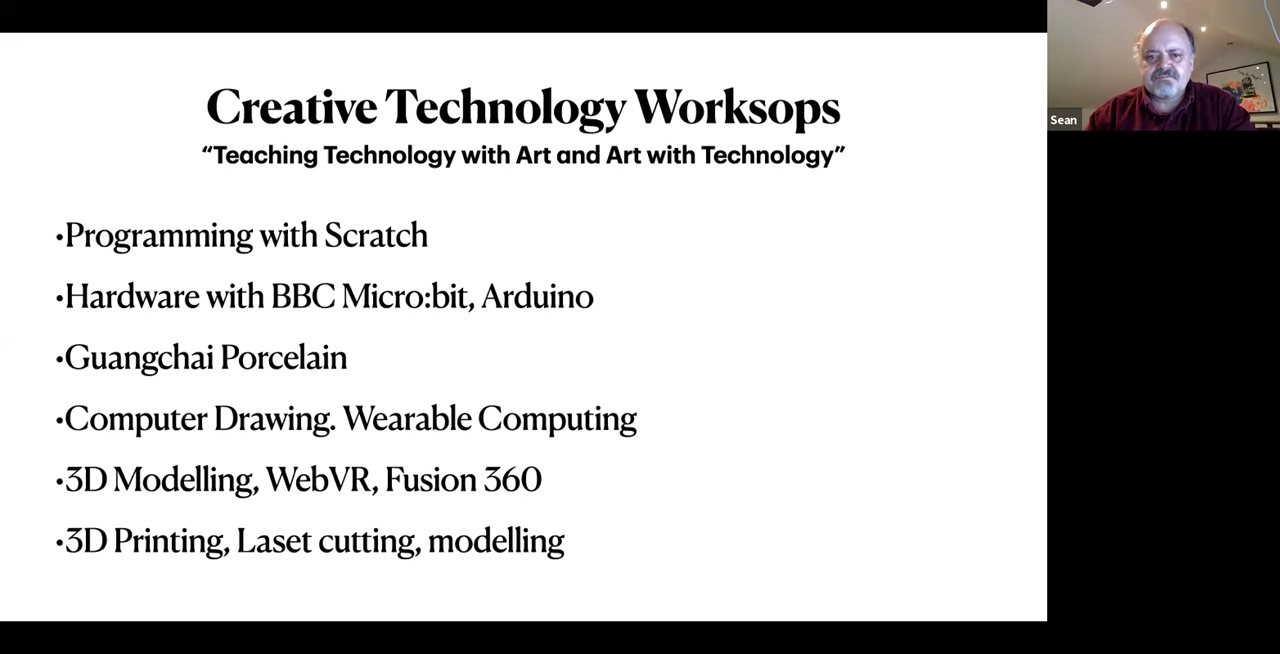 Creative Technology Worksops
“Teaching Technology with Art and Art with Technology”
•Programming with Scratch
•Hardware with BBC Micro:bit, Arduino
•Guangchai Porcelain
•Computer Drawing. Wearable Computing
•3D Modelling, WebVR, Fusion 360
•3D Printing, Laset cutting, modelling
Sean